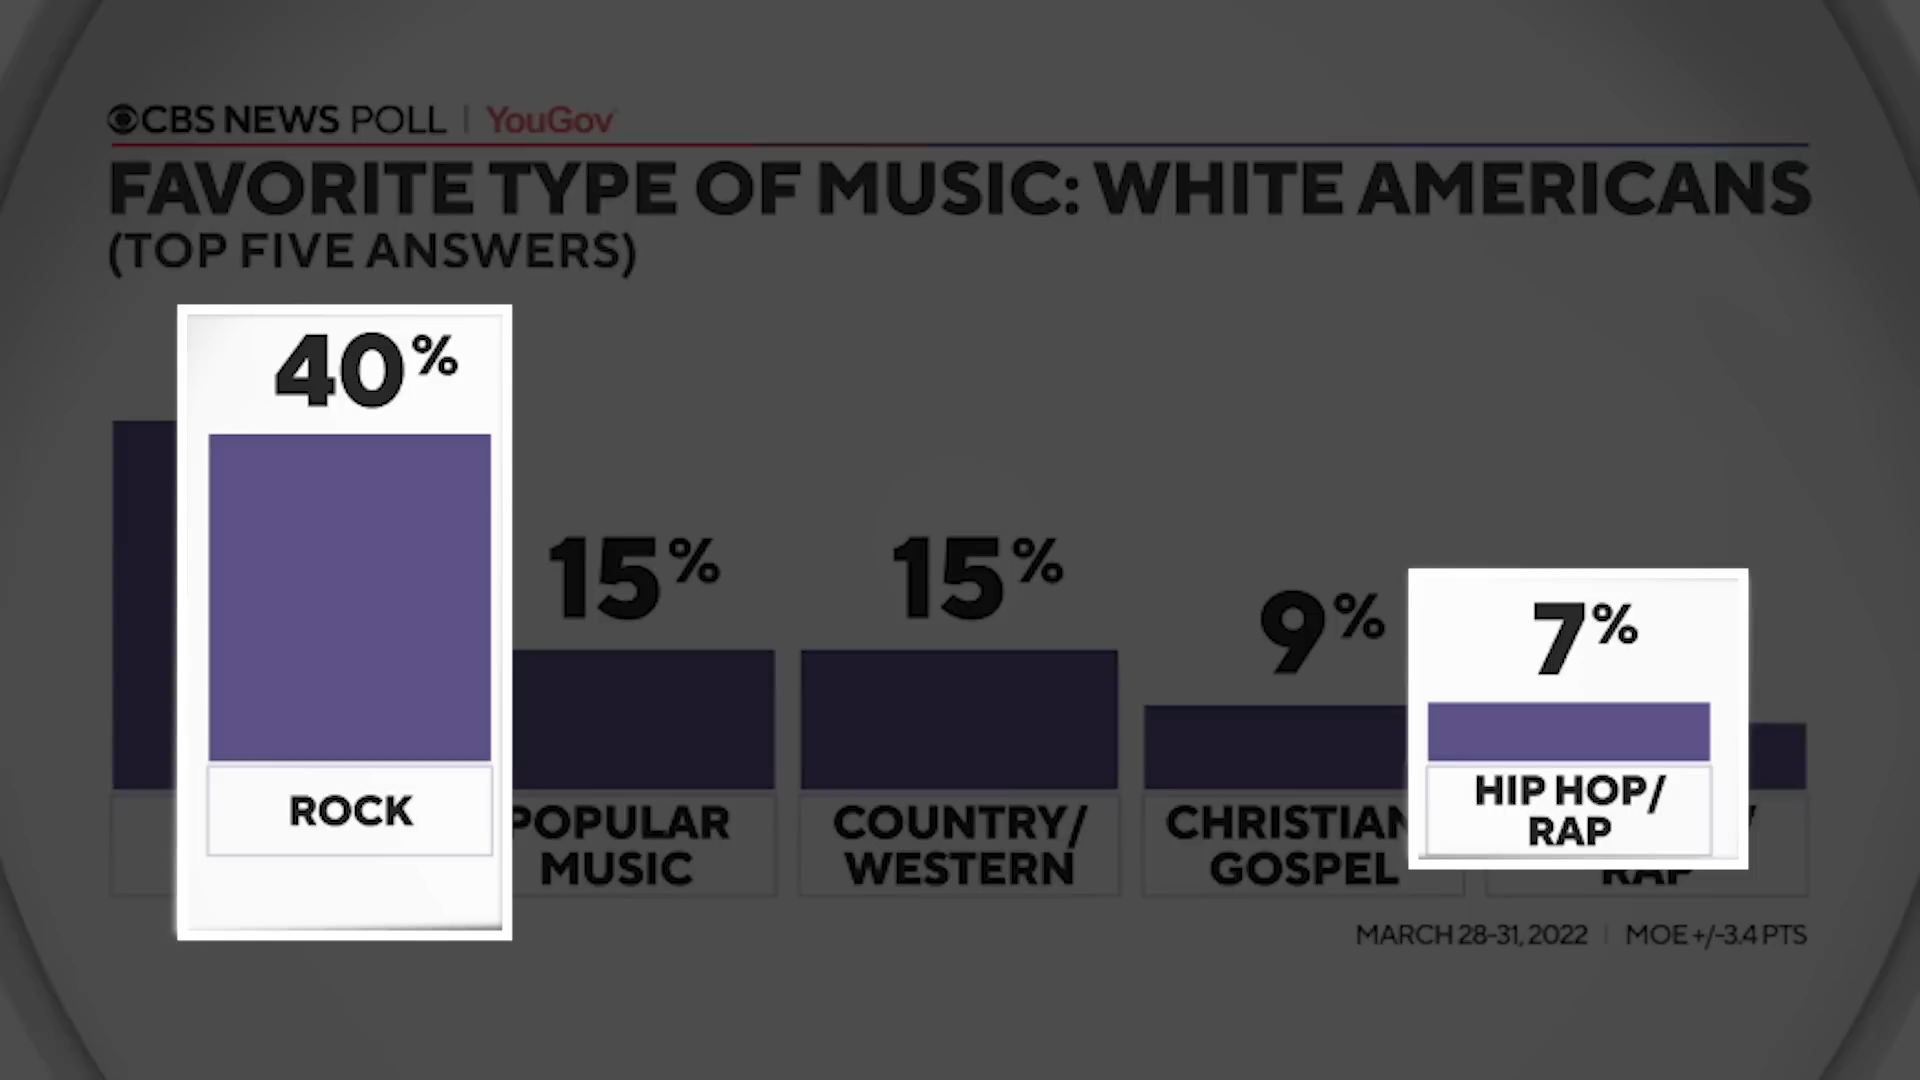 CBS NEWS POLL | YouGov
FAVORITE TYPE OF MUSIC: WHITE AMERICANS
(TOP FIVE ANSWERS)
40%
ROCK
15%
POPULAR
MUSIC
15%
COUNTRY/
WESTERN
9%
CHRISTIAN
GOSPEL
7%
HIP HOP/
RAP
RAP
MARCH 28-31, 2022 | MOE +/-3.4 PTS